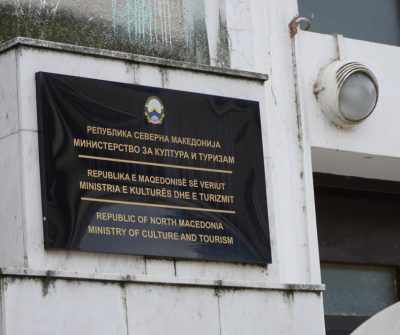 РЕПУБЛИКА СЕВЕРНА МАКЕДОНИЈА
МИНИСТЕРСТВО ЗА КУЛТУРА И ТУРИЗАМ
REPUBLIKA E MAQEDONISË SË VERIUT
MINISTRIA E KULTURËS DHE E TURIZMIT
REPUBLIC OF NORTH MACEDONIA
MINISTRY OF CULTURE AND TOURISM